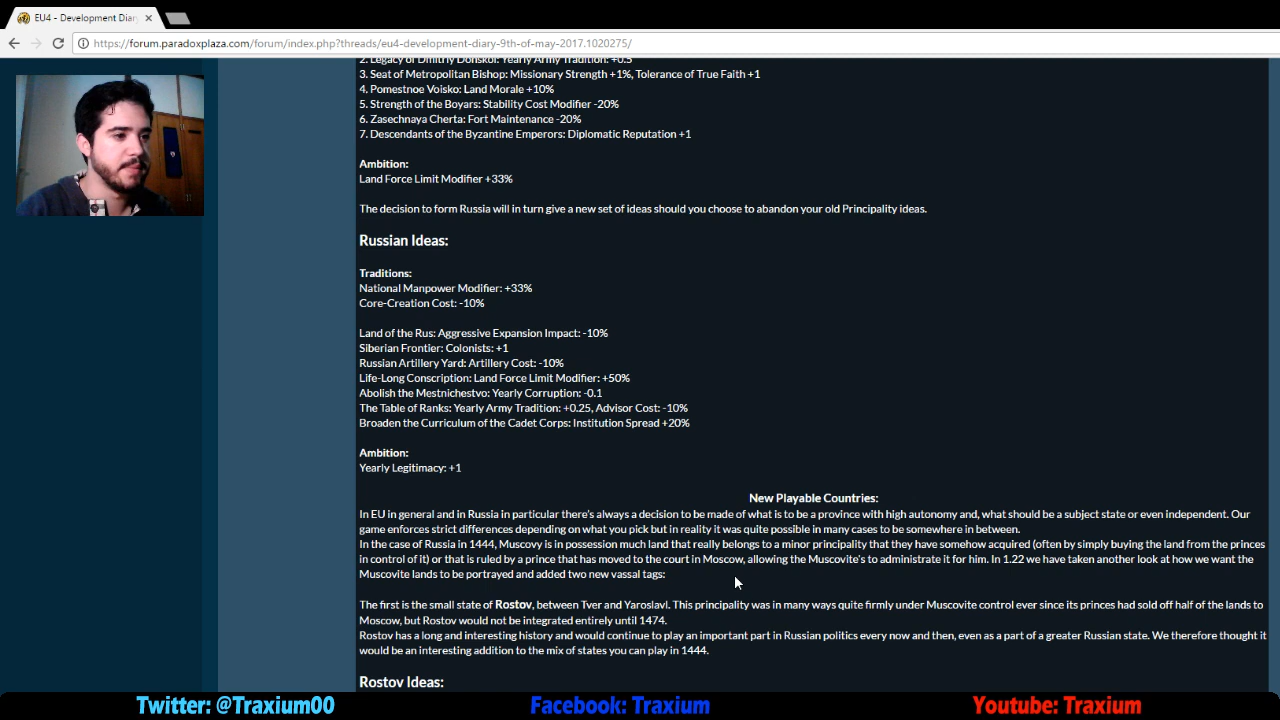 EU4 - Development Diar
https://forum.paradoxplaza.com/forum/index.php?threads/eu4-development-diary-9th-of-may-2017.1020275/
2. Legacy of Dmitriy Donskoi: Yearly Army Tradition: +0.5
3. Seat of Metropolitan Bishop: Missionary Strength +1%, Tolerance of True Faith +1
4. Pomestnoe Voisko: Land Morale +10%
5. Strength of the Boyars: Stability Cost Modifier -20%
6. Zasechnaya Cherta: Fort Maintenance -20%
7. Descendants of the Byzantine Emperors: Diplomatic Reputation +1
Ambition:
Land Force Limit Modifier +33%
The decision to form Russia will in turn give a new set of ideas should you choose to abandon your old Principality ideas.
Russian Ideas:
Traditions:
National Manpower Modifier: +33%
Core-Creation Cost: -10%
Land of the Rus: Aggressive Expansion Impact: -10%
Siberian Frontier: Colonists: +1
Russian Artillery Yard: Artillery Cost: -10%
Life-Long Conscription: Land Force Limit Modifier: +50%
Abolish the Mestnichestvo: Yearly Corruption: -0.1
The Table of Ranks: Yearly Army Tradition: +0.25, Advisor Cost: -10%
Broaden the Curriculum of the Cadet Corps: Institution Spread +20%
Ambition:
Yearly Legitimacy: +1
New Playable Countries:
In EU in general and in Russia in particular there's always a decision to be made of what is to be a province with high autonomy and, what should be a subject state or even independent. Our
game enforces strict differences depending on what you pick but in reality it was quite possible in many cases to be somewhere in between.
In the case of Russia in 1444, Muscovy is in possession much land that really belongs to a minor principality that they have somehow acquired (often by simply buying the land from the princes
in control of it) or that is ruled by a prince that has moved to the court in Moscow, allowing the Muscovite's to administrate it for him. In 1.22 we have taken another look at how we want the
Muscovite lands to be portrayed and added two new vassal tags:
The first is the small state of Rostov, between Tver and Yaroslavl. This principality was in many ways quite firmly under Muscovite control ever since its princes had sold off half of the lands to
Moscow, but Rostov would not be integrated entirely until 1474.
Rostov has a long and interesting history and would continue to play an important part in Russian politics every now and then, even as a part of a greater Russian state. We therefore thought it
would be an interesting addition to the mix of states you can play in 1444.
Rostov Ideas:
Twitter: @Traxium00
Facebook: Traxium
Youtube: Traxium